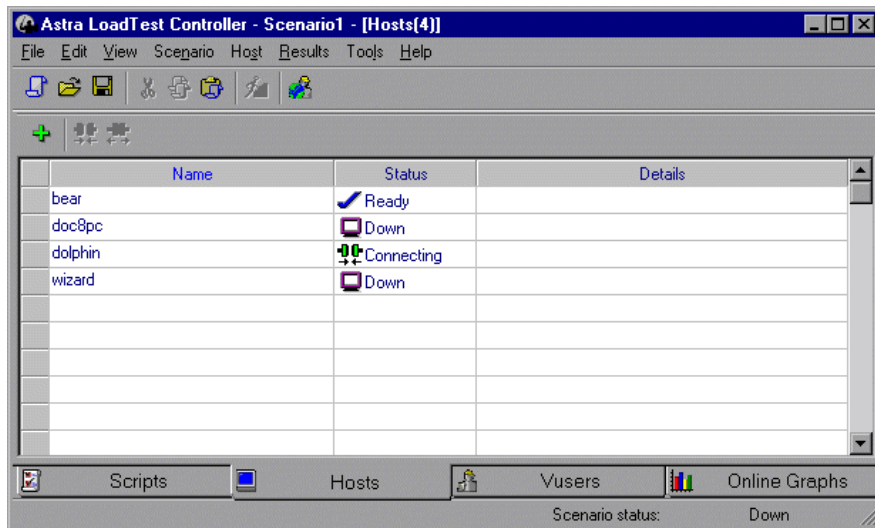 Astra LoadTest Controller - Scenario1 - [Hosts(4)]
File Edit View Scenario Host Results Tools Help
Name Status Details
bear Ready
doc8pc Down
dolphin Connecting
wizard Down
Scripts Hosts Vusers Online Graphs
Scenario status: Down